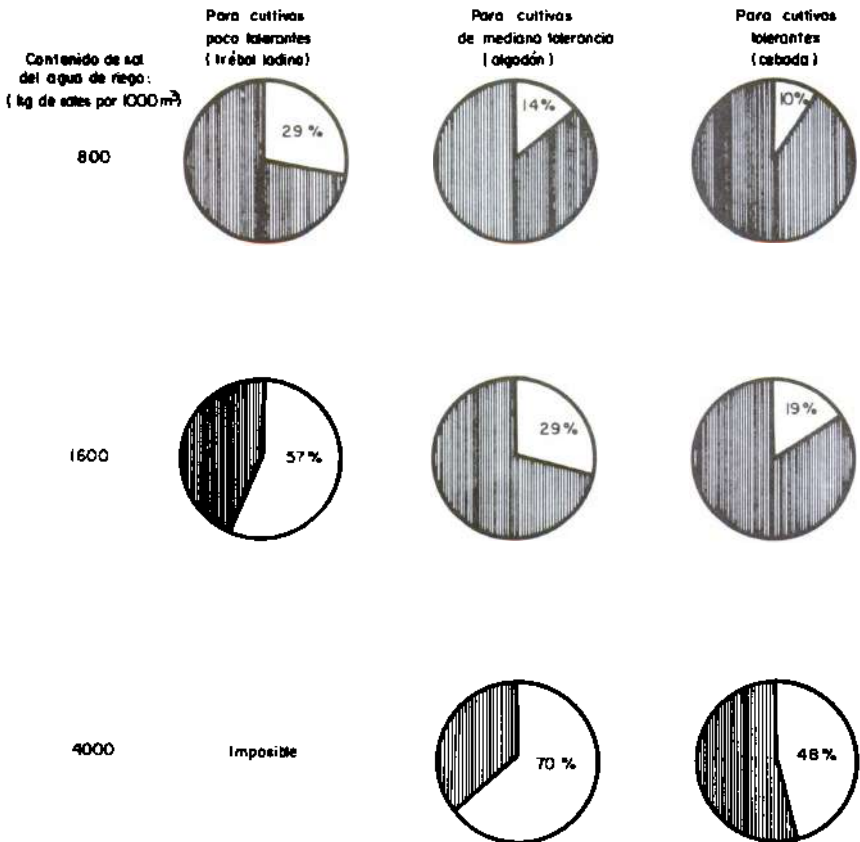 Para cultivos
poco tolerantes
( trébol ladino)
Para cultivos
de mediana tolerancia
( algodón )
Para cultivos
tolerantes
( cebada )
Contenido de sal
del agua de riego:
( kg de sales por 1000 m³)
800
29 %
14 %
10%
1600
57 %
29 %
19 %
4000
Imposible
70 %
48 %